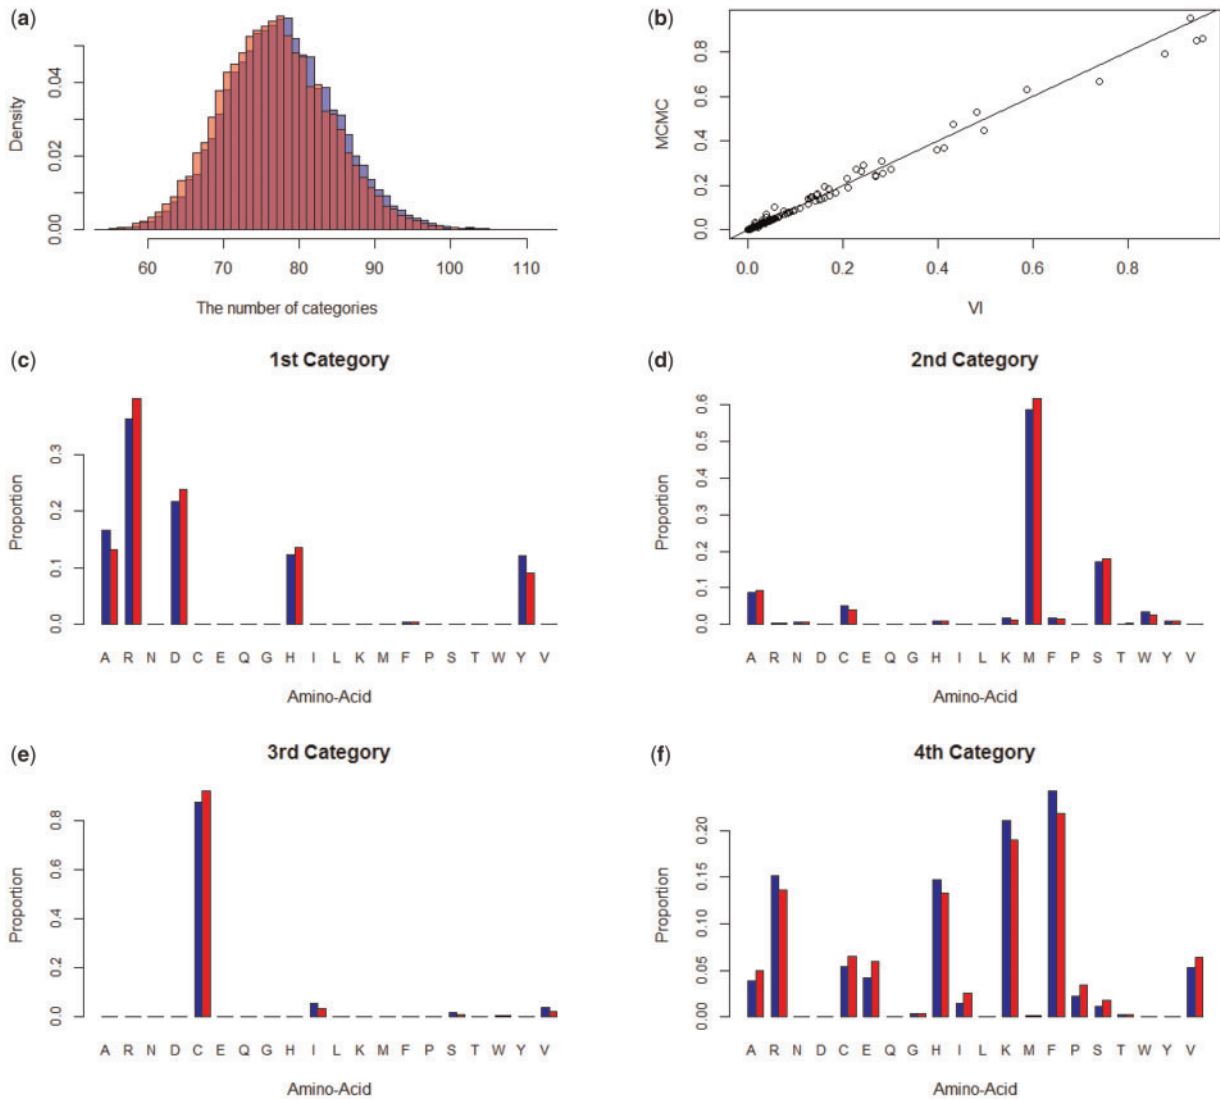 (a)
Density
0.00 0.02 0.04
60 70 80 90 100 110
The number of categories
(b)
MCMC
0.0 0.2 0.4 0.6 0.8
0.0 0.2 0.4 0.6 0.8
VI
(c)
1st Category
Proportion
0.0 0.1 0.2 0.3
A R N D C E Q G H I L K M F P S T W Y V
Amino-Acid
(d)
2nd Category
Proportion
0.0 0.1 0.2 0.3 0.4 0.5 0.6
A R N D C E Q G H I L K M F P S T W Y V
Amino-Acid
(e)
3rd Category
Proportion
0.0 0.2 0.4 0.6 0.8
A R N D C E Q G H I L K M F P S T W Y V
Amino-Acid
(f)
4th Category
Proportion
0.00 0.05 0.10 0.15 0.20
A R N D C E Q G H I L K M F P S T W Y V
Amino-Acid